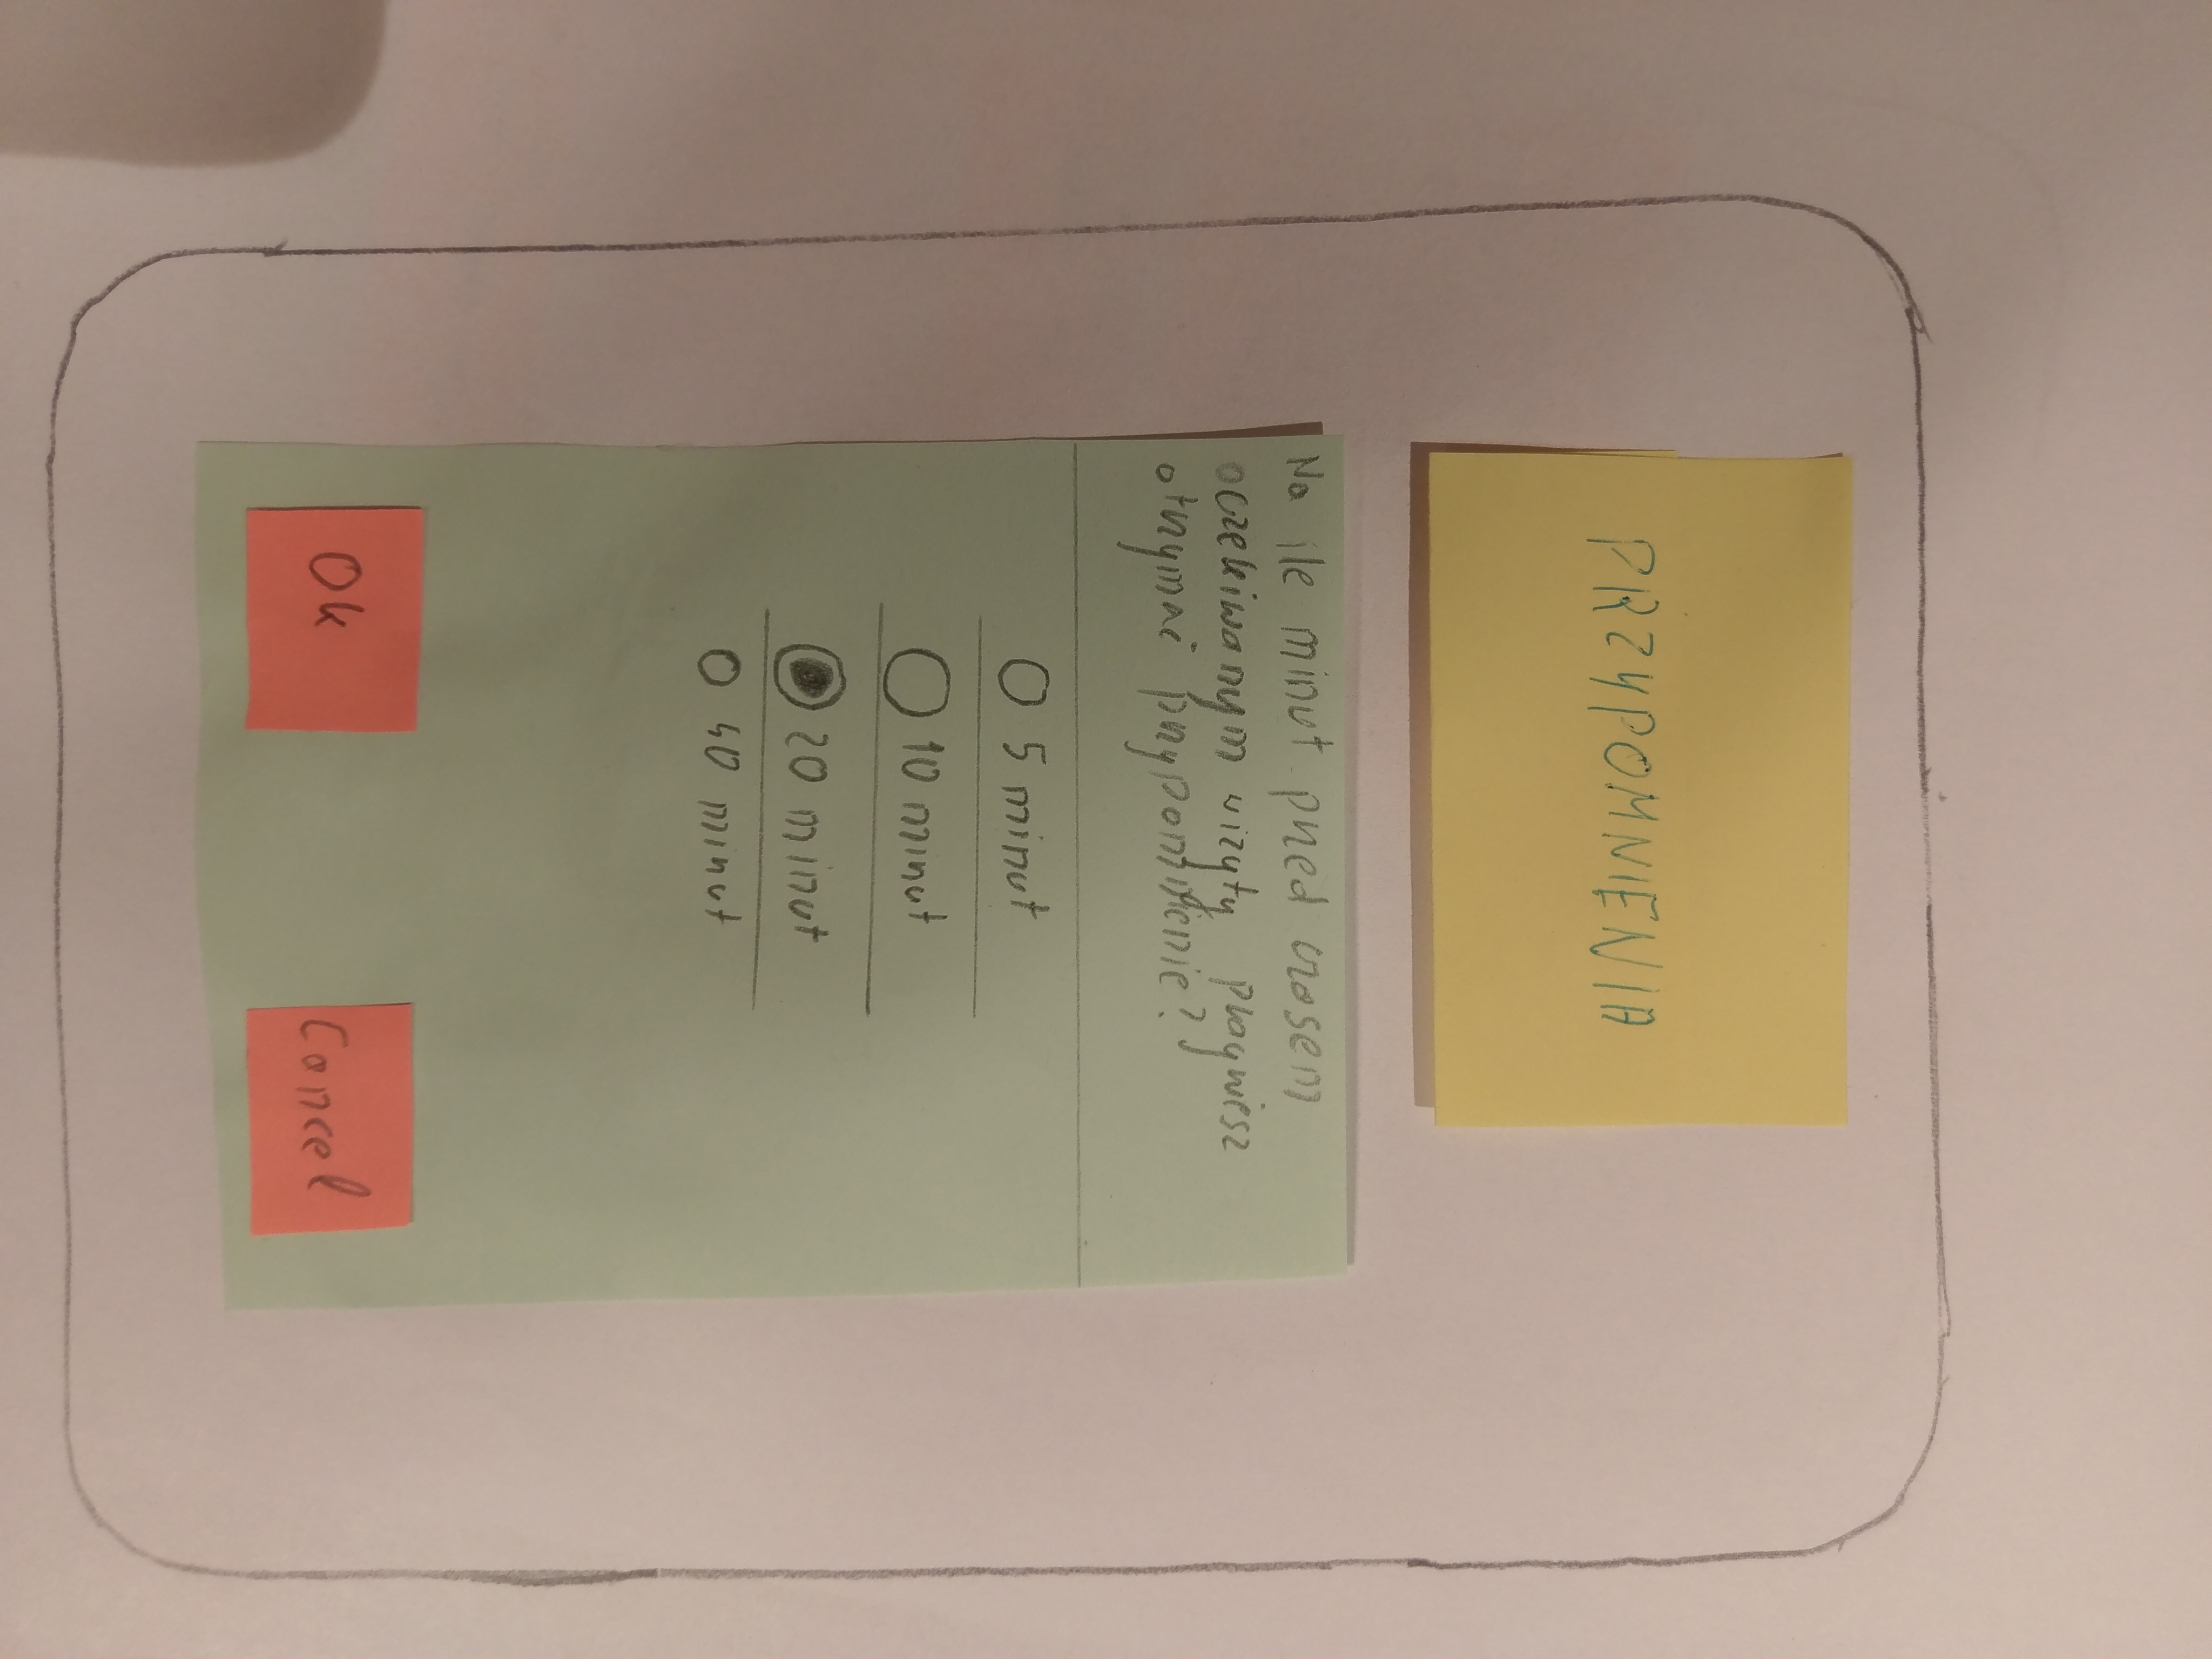 PRZYPOMNIENIA
Na ile minut przed czasem
oczekiwanym wizyty pragniesz
otrzymać przypomnienie?
5 minut
10 minut
20 minut
40 minut
Ok
Cancel